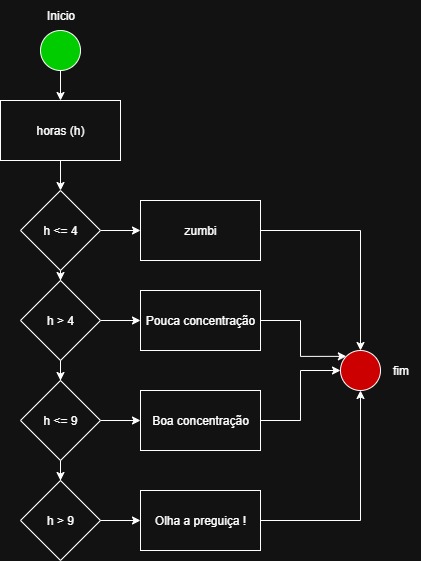 Inicio
horas (h)
h <= 4
zumbi
h > 4
Pouca concentração
fim
h <= 9
Boa concentração
h > 9
Olha a preguiça !